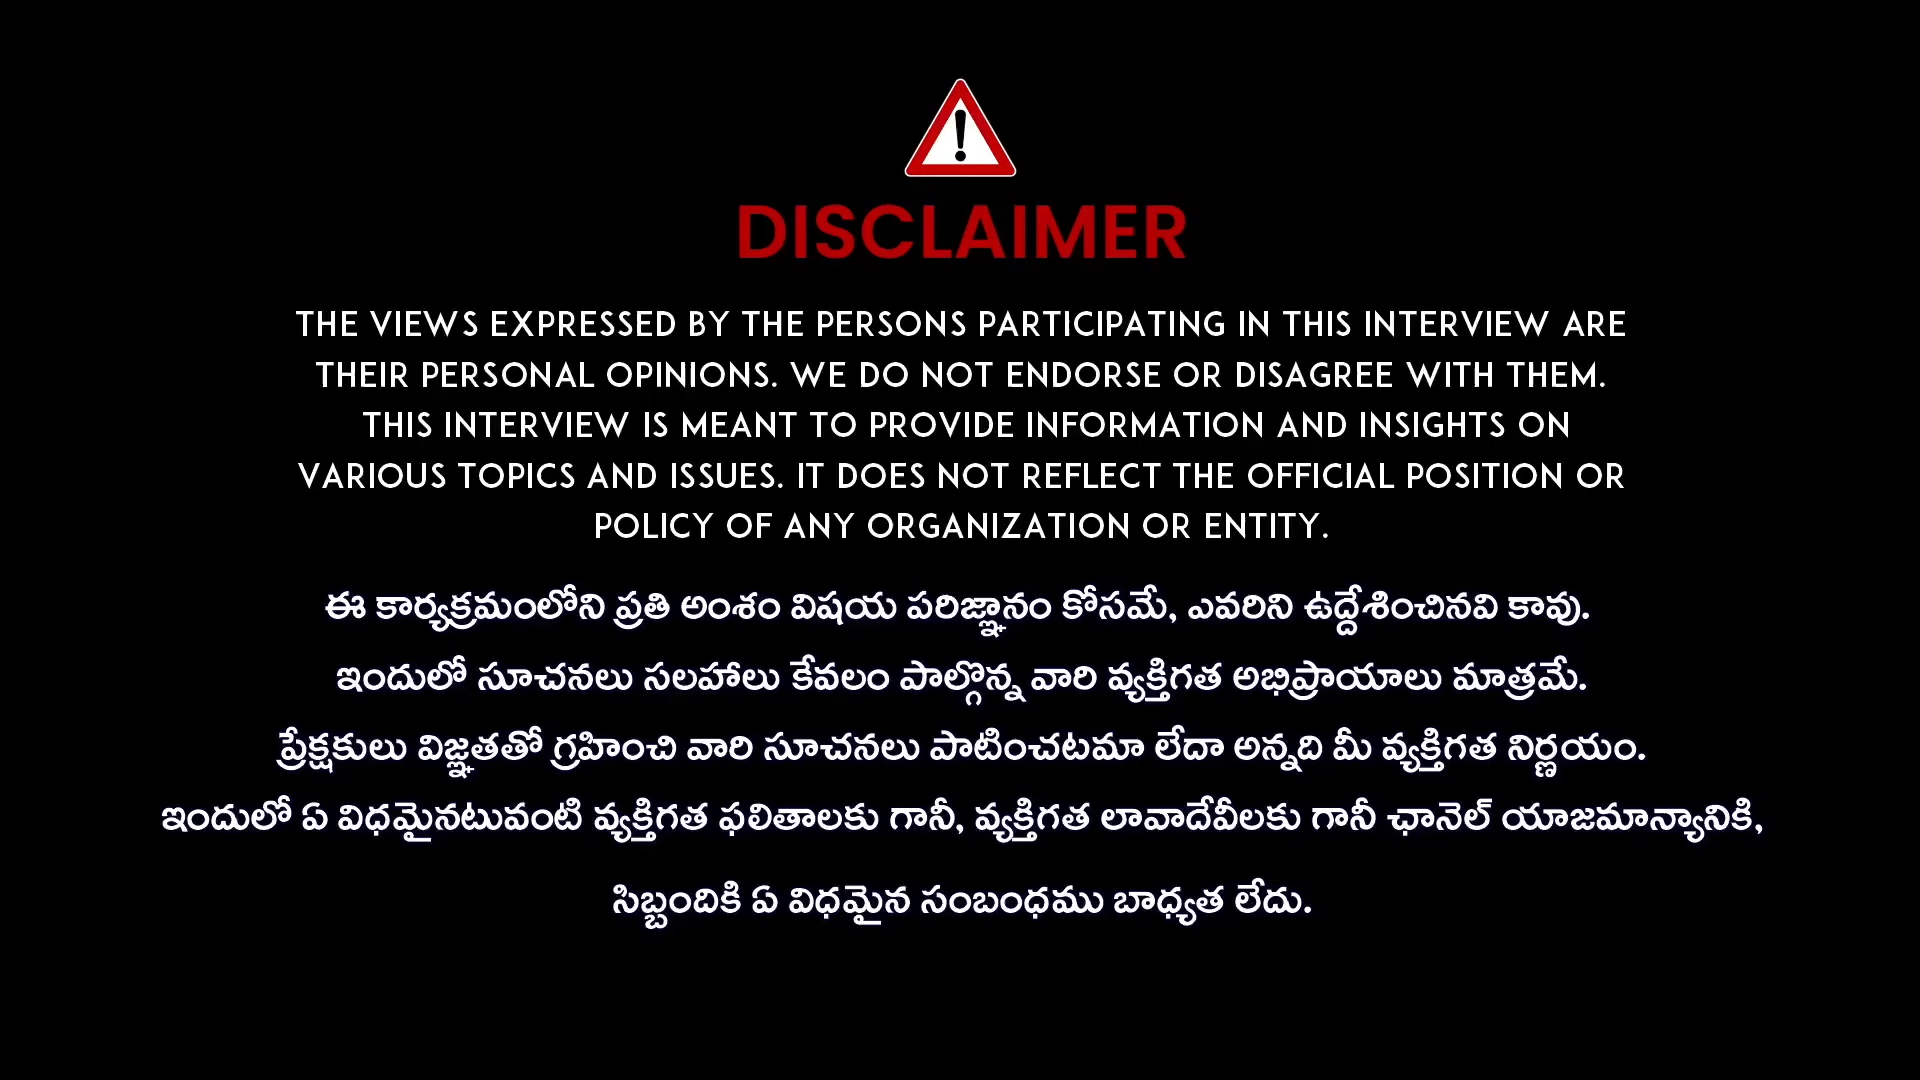 DISCLAIMER
THE VIEWS EXPRESSED BY THE PERSONS PARTICIPATING IN THIS INTERVIEW ARE
THEIR PERSONAL OPINIONS. WE DO NOT ENDORSE OR DISAGREE WITH THEM.
THIS INTERVIEW IS MEANT TO PROVIDE INFORMATION AND INSIGHTS ON
VARIOUS TOPICS AND ISSUES. IT DOES NOT REFLECT THE OFFICIAL POSITION OR
POLICY OF ANY ORGANIZATION OR ENTITY.
ఈ కార్యక్రమంలోని ప్రతి అంశం విషయ పరిజ్ఞానం కోసమే, ఎవరిని ఉద్దేశించినవి కావు.
ఇందులో సూచనలు సలహాలు కేవలం పాల్గొన్న వారి వ్యక్తిగత అభిప్రాయాలు మాత్రమే.
ప్రేక్షకులు విజ్ఞతతో గ్రహించి వారి సూచనలు పాటించటమా లేదా అన్నది మీ వ్యక్తిగత నిర్ణయం.
ఇందులో ఏ విధమైనటువంటి వ్యక్తిగత ఫలితాలకు గానీ, వ్యక్తిగత లావాదేవీలకు గానీ ఛానెల్ యాజమాన్యానికి,
సిబ్బందికి ఏ విధమైన సంబంధము బాధ్యత లేదు.